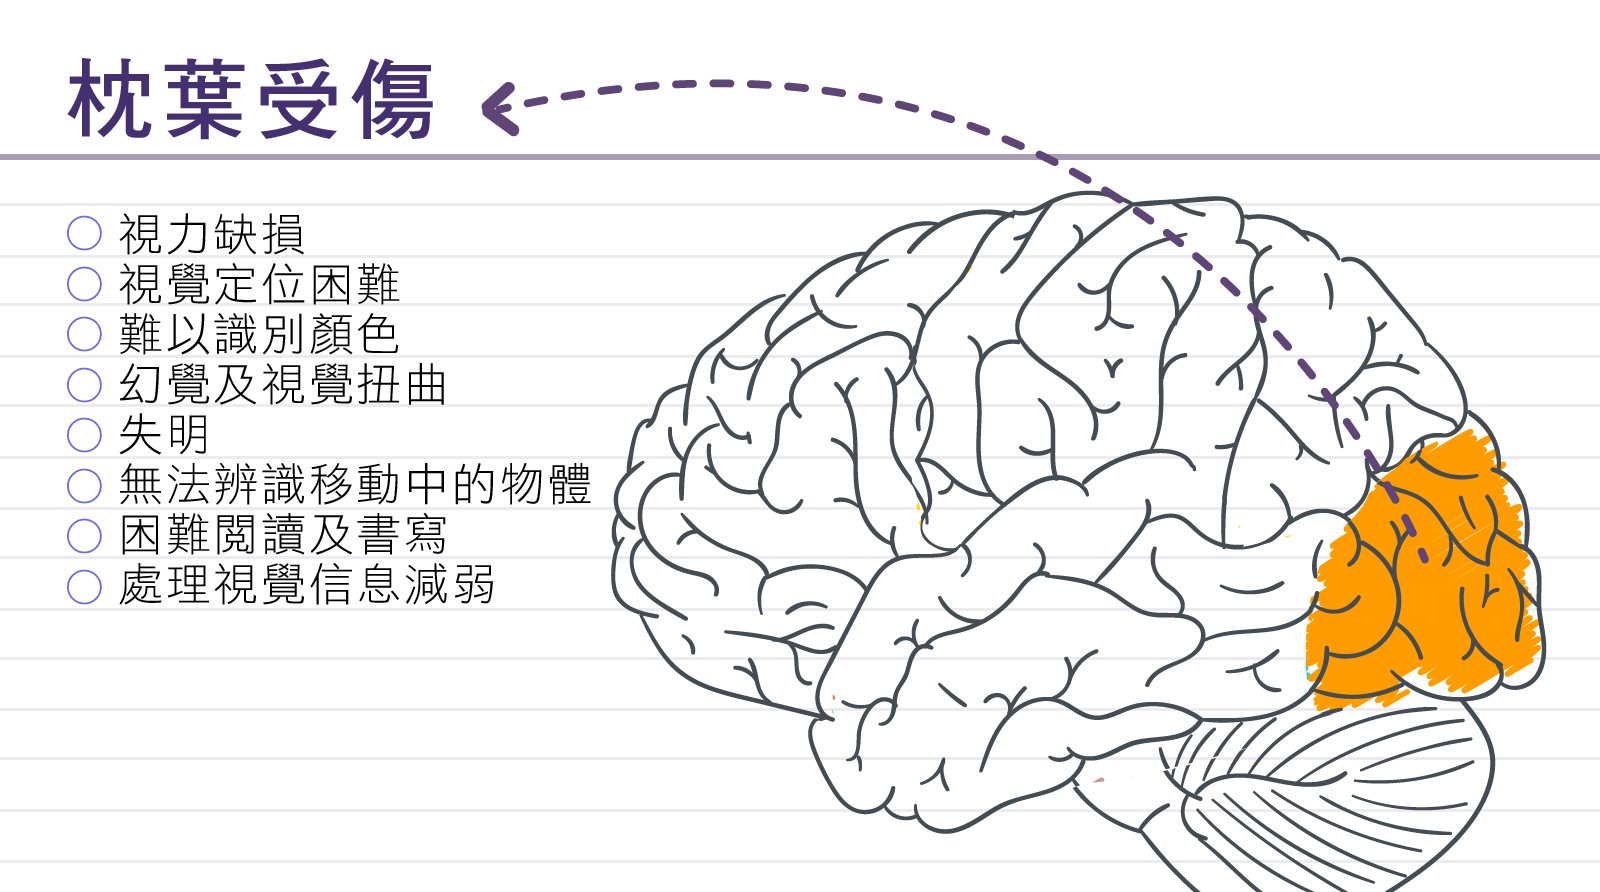 枕葉受傷
視力缺損
視覺定位困難
難以識別顏色
幻覺及視覺扭曲
失明
無法辨識移動中的物體
困難閱讀及書寫
處理視覺信息減弱